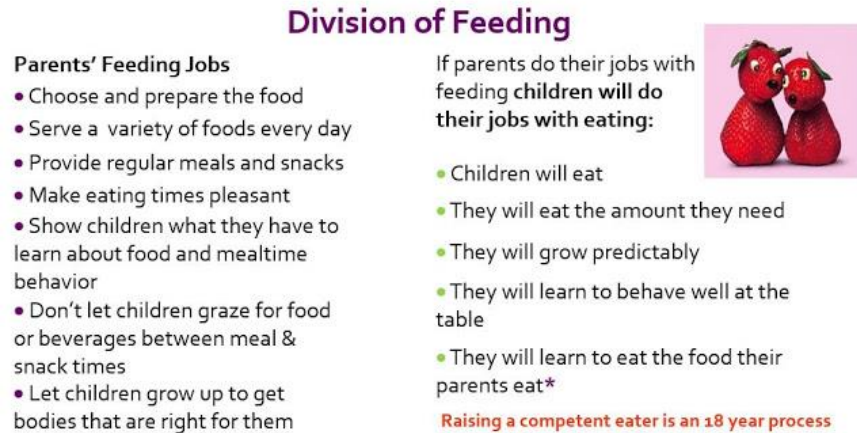 Division of Feeding
Parents' Feeding Jobs
• Choose and prepare the food
• Serve a variety of foods every day
• Provide regular meals and snacks
• Make eating times pleasant
• Show children what they have to
learn about food and mealtime
behavior
• Don't let children graze for food
or beverages between meal &
snack times
• Let children grow up to get
bodies that are right for them
If parents do their jobs with
feeding children will do
their jobs with eating:
• Children will eat
• They will eat the amount they need
• They will grow predictably
• They will learn to behave well at the
table
• They will learn to eat the food their
parents eat*
Raising a competent eater is an 18 year process